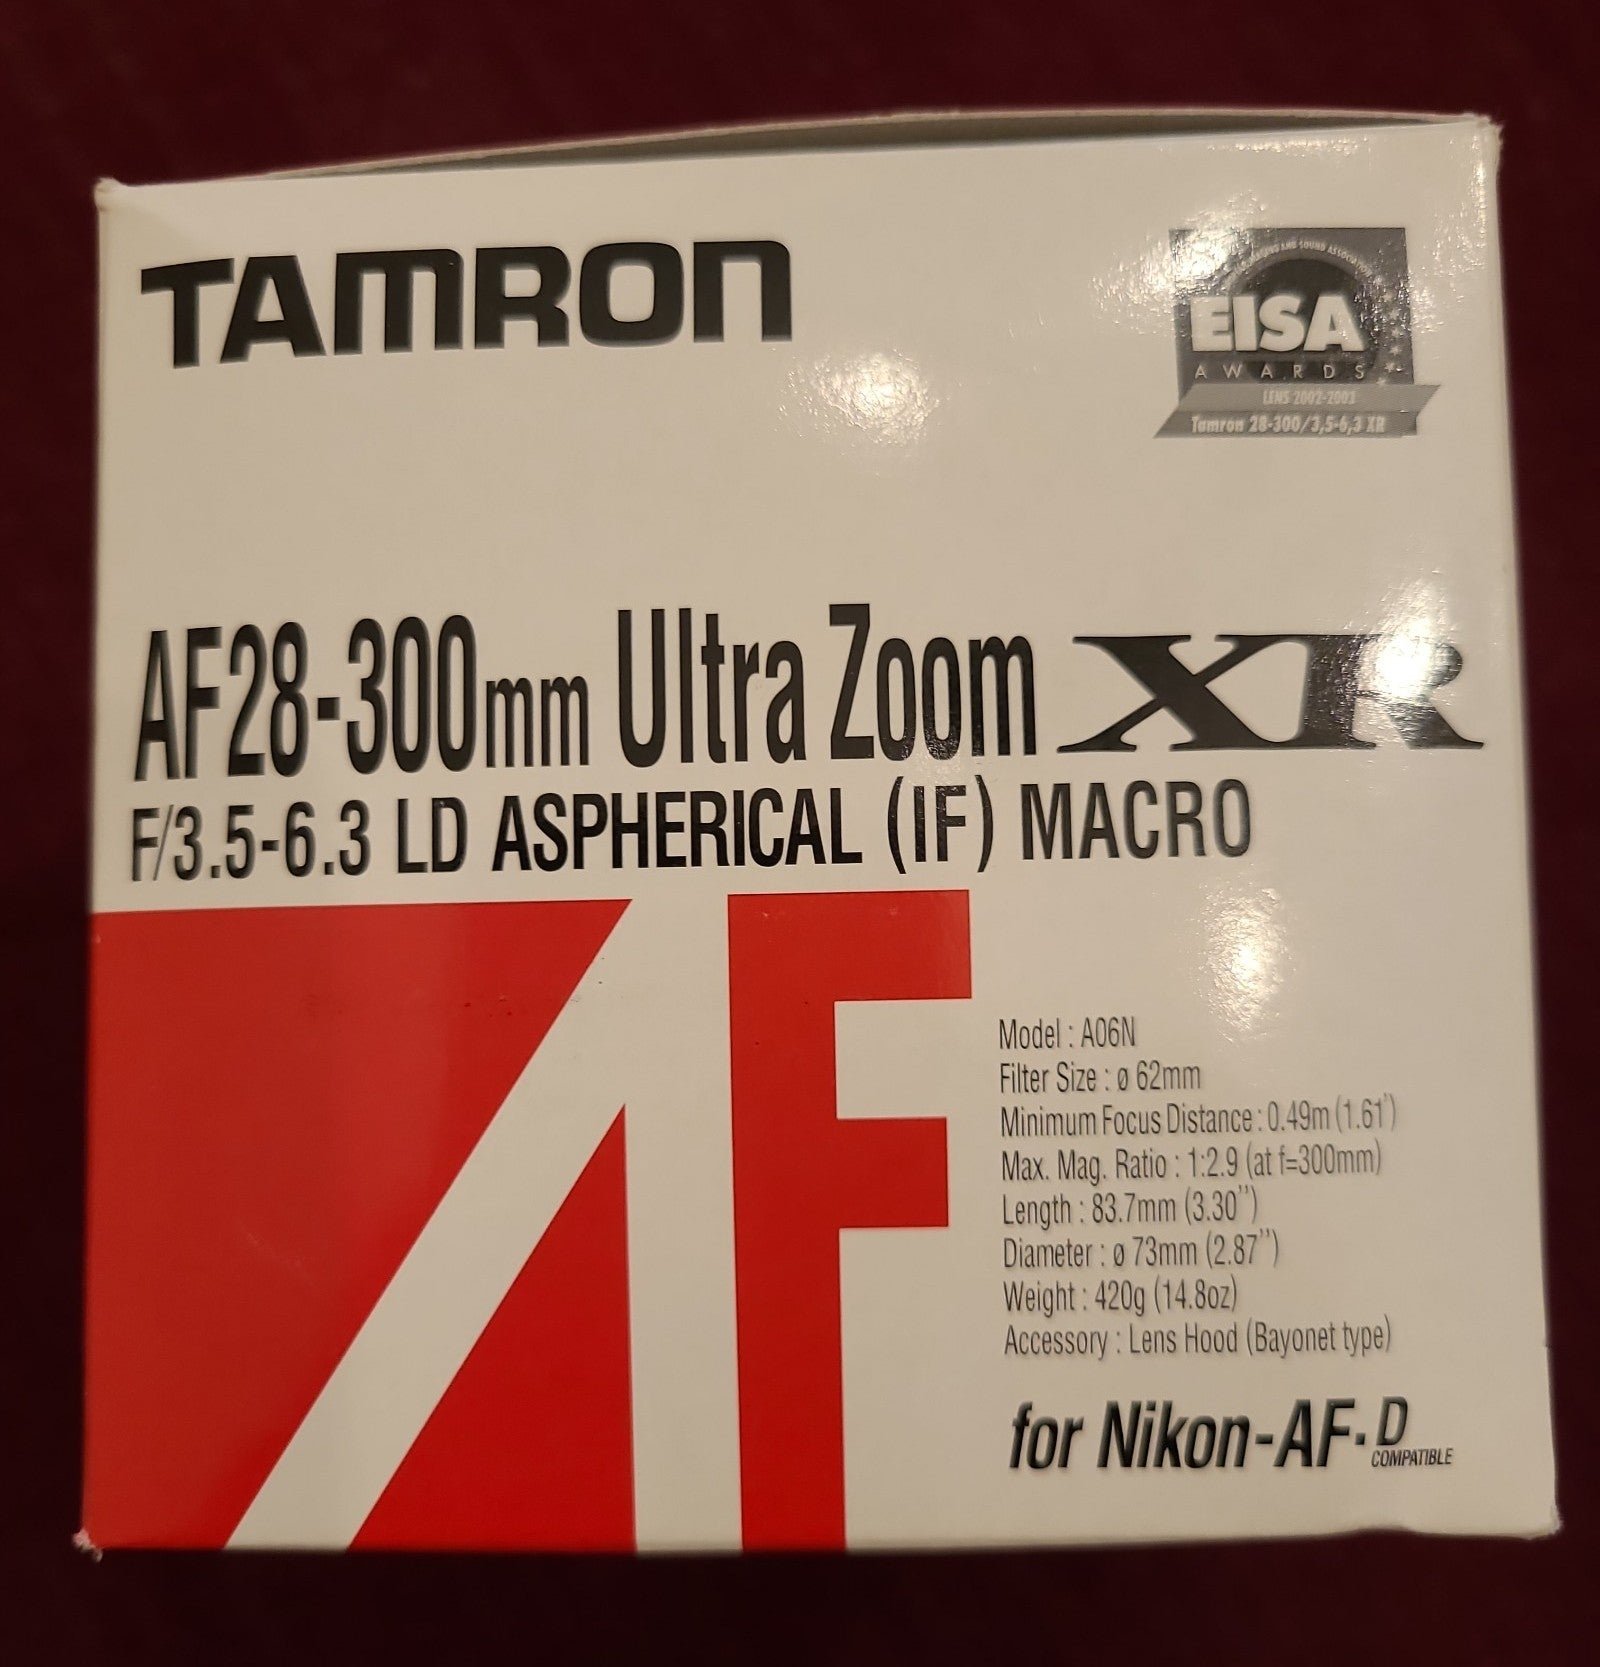 TAMRON
EISA
AWARDS
LENS 2002-2003
Tamron 28-300/3,5-6,3 XR
AF28-300mm Ultra Zoom XR
F/3.5-6.3 LD ASPHERICAL (IF) MACRO
AF
Model : A06N
Filter Size : ø 62mm
Minimum Focus Distance : 0.49m (1.61')
Max. Mag. Ratio : 1:2.9 (at f=300mm)
Length : 83.7mm (3.30'')
Diameter : ø 73mm (2.87'')
Weight : 420g (14.8oz)
Accessory : Lens Hood (Bayonet type)
for Nikon-AF·D
COMPATIBLE